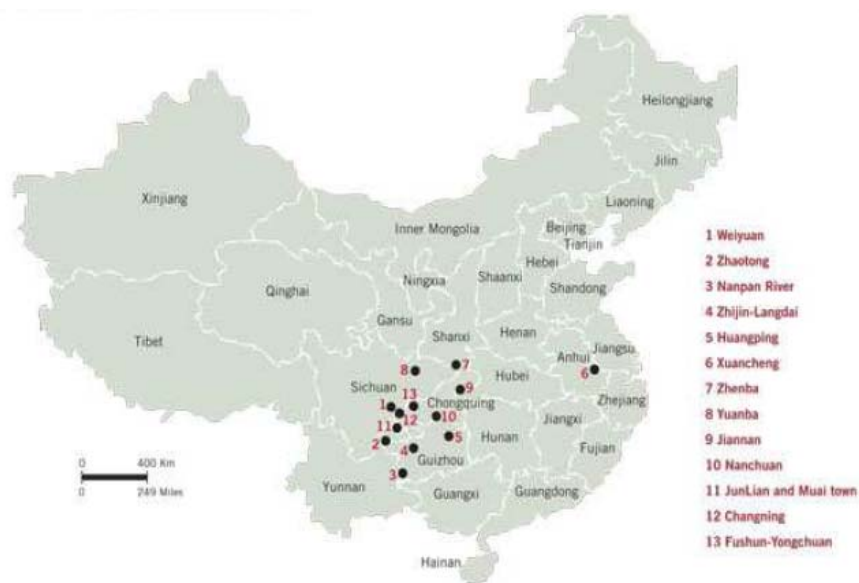 Heilongjiang
Jilin
Liaoning
Xinjiang
Inner Mongolia
Beijing
Tianjin
Hebei
Ningxia
Shaanxi
Shandong
Qinghai
Gansu
Shanxi
Henan
Tibet
Jiangsu
Anhui
8
7
6
Hubei
Sichuan
9
Zhejiang
1
13
Chongquing
12
10
Jiangxi
11
5
Hunan
2
4
Fujian
Guizhou
3
Yunnan
Guangxi
Guangdong
Hainan
0 400 Km
0 249 Miles
1 Weiyuan
2 Zhaotong
3 Nanpan River
4 Zhijin-Langdai
5 Huangping
6 Xuancheng
7 Zhenba
8 Yuanba
9 Jiannan
10 Nanchuan
11 JunLian and Muai town
12 Changning
13 Fushun-Yongchuan